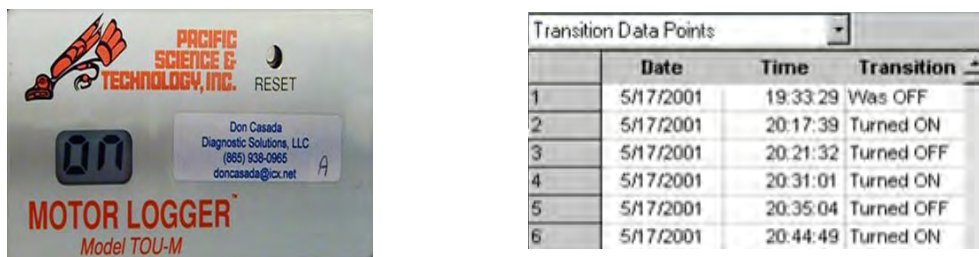 PACIFIC
SCIENCE &
TECHNOLOGY, INC.
RESET
on
Don Casada
Diagnostic Solutions, LLC
(865) 938-0965
doncasada@icx.net
A
MOTOR LOGGER™
Model TOU-M
Transition Data Points
Date Time Transition
1 5/17/2001 19:33:29 Was OFF
2 5/17/2001 20:17:39 Turned ON
3 5/17/2001 20:21:32 Turned OFF
4 5/17/2001 20:31:01 Turned ON
5 5/17/2001 20:35:04 Turned OFF
6 5/17/2001 20:44:49 Turned ON